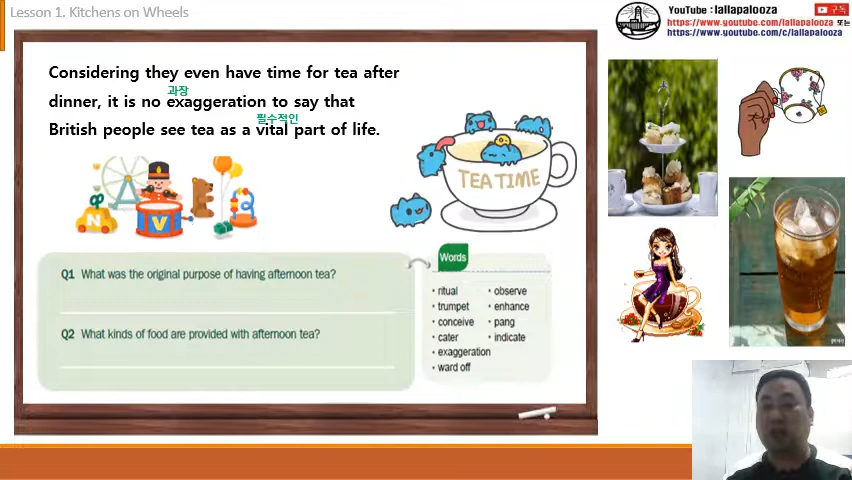 Lesson 1. Kitchens on Wheels
YouTube : lallapalooza
구독
https://www.youtube.com/lallapalooza 또는
https://www.youtube.com/c/lallapalooza
Considering they even have time for tea after
과장
dinner, it is no exaggeration to say that
필수적인
British people see tea as a vital part of life.
TEA TIME
N
V
Q1 What was the original purpose of having afternoon tea?
Q2 What kinds of food are provided with afternoon tea?
Words
• ritual
• trumpet
• conceive
• cater
• exaggeration
• ward off
• observe
• enhance
• pang
• indicate